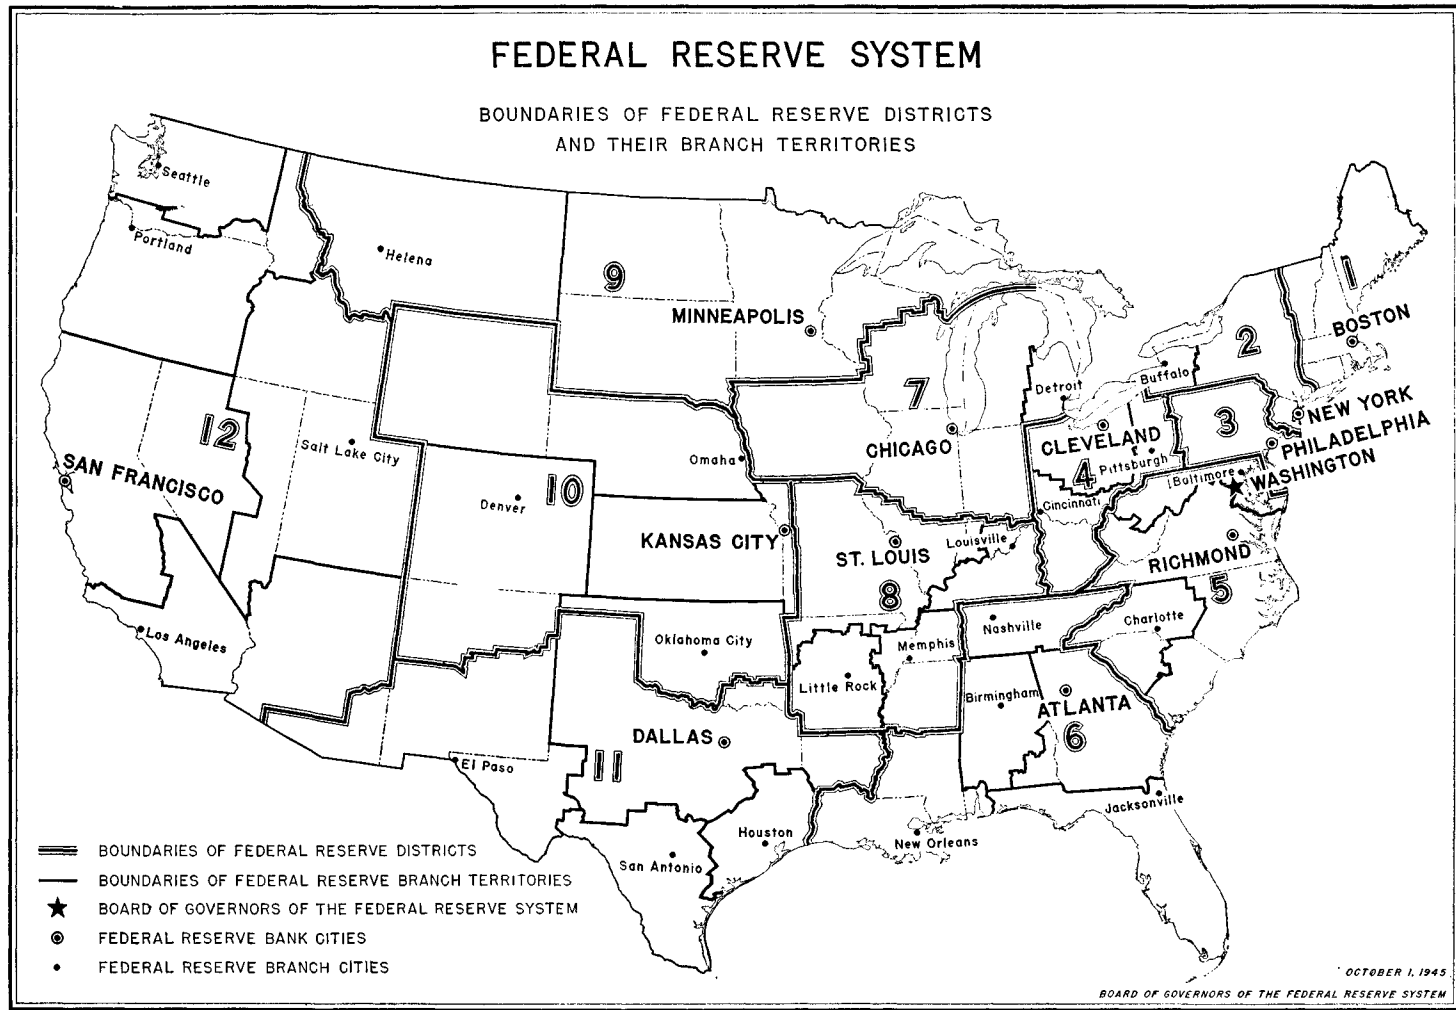 FEDERAL RESERVE SYSTEM
BOUNDARIES OF FEDERAL RESERVE DISTRICTS
AND THEIR BRANCH TERRITORIES
Seattle
Portland
Helena
9
MINNEAPOLIS
1
BOSTON
2
Buffalo
Detroit
7
CHICAGO
3
NEW YORK
PHILADELPHIA
WASHINGTON
CLEVELAND
4
Pittsburgh
Baltimore
Cincinnati
12
SAN FRANCISCO
Salt Lake City
Omaha
Denver
10
KANSAS CITY
ST. LOUIS
8
Louisville
RICHMOND
5
Los Angeles
Oklahoma City
Nashville
Charlotte
Memphis
Little Rock
Birmingham
ATLANTA
6
DALLAS
11
El Paso
Houston
San Antonio
New Orleans
Jacksonville
BOUNDARIES OF FEDERAL RESERVE DISTRICTS
BOUNDARIES OF FEDERAL RESERVE BRANCH TERRITORIES
BOARD OF GOVERNORS OF THE FEDERAL RESERVE SYSTEM
FEDERAL RESERVE BANK CITIES
FEDERAL RESERVE BRANCH CITIES
OCTOBER 1, 1945
BOARD OF GOVERNORS OF THE FEDERAL RESERVE SYSTEM